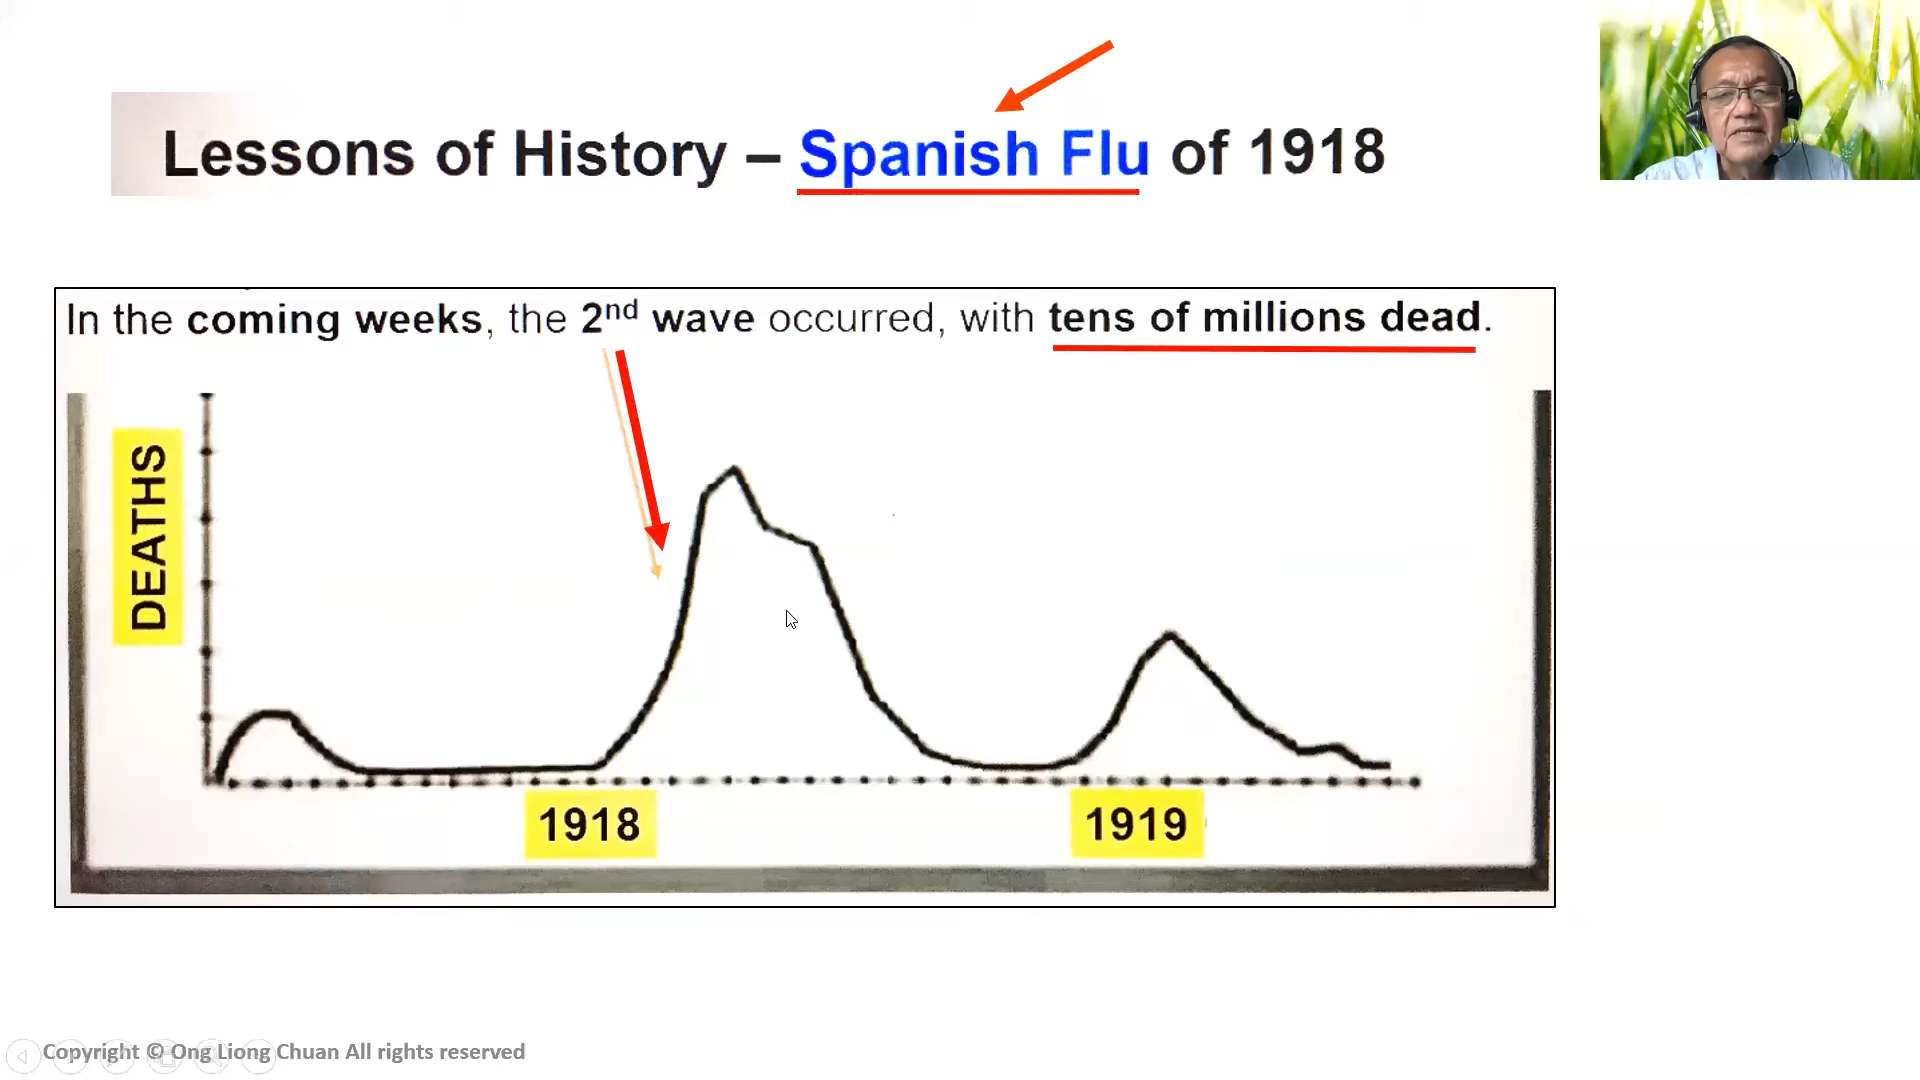 Lessons of History – Spanish Flu of 1918
In the coming weeks, the 2nd wave occurred, with tens of millions dead.
DEATHS
1918
1919
Copyright © Ong Liong Chuan All rights reserved